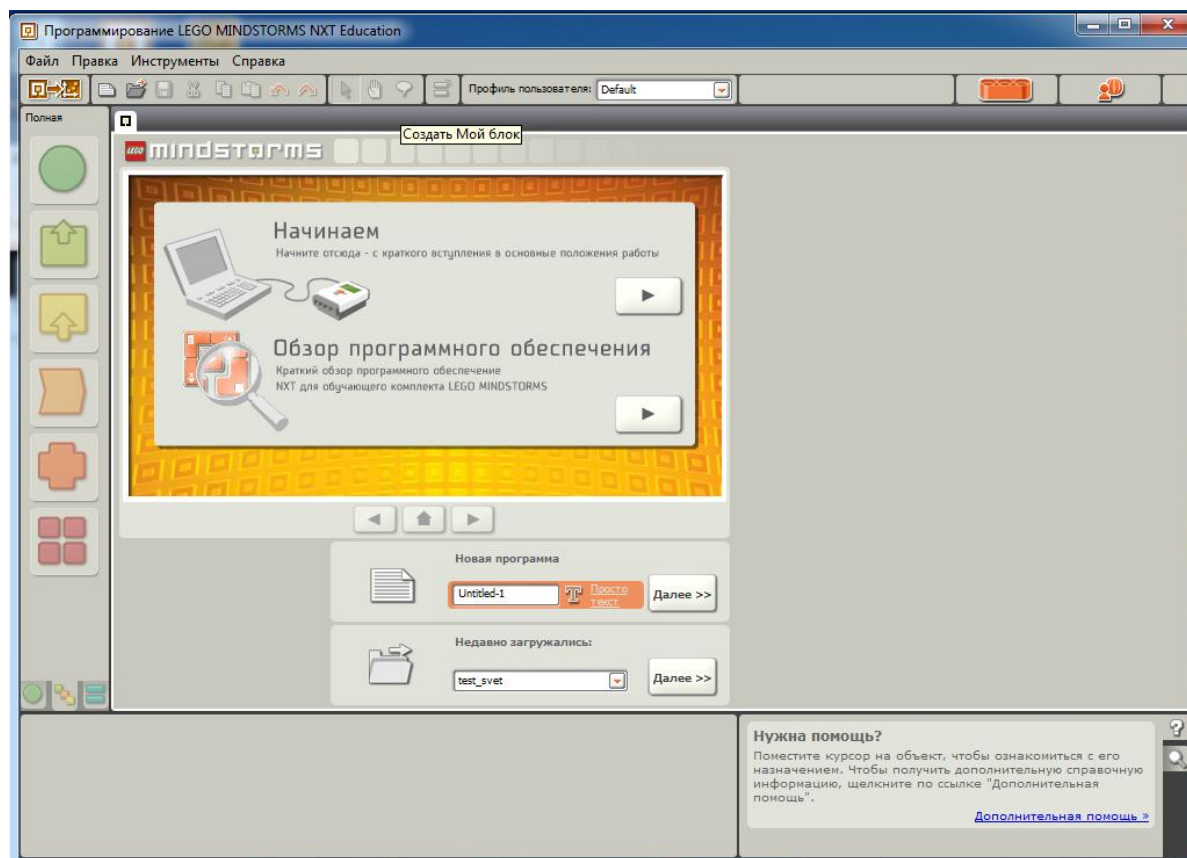 Программирование LEGO MINDSTORMS NXT Education
Файл Правка Инструменты Справка
Профиль пользователя: Default
Полная
Создать Мой блок
LEGO mindstorms
Начинаем
Начните отсюда - с краткого вступления в основные положения работы
Обзор программного обеспечения
Краткий обзор программного обеспечение
NXT для обучающего комплекта LEGO MINDSTORMS
Новая программа
Untitled-1
Просто
текст
Далее >>
Недавно загружались:
test_svet
Далее >>
Нужна помощь?
Поместите курсор на объект, чтобы ознакомиться с его
назначением. Чтобы получить дополнительную справочную
информацию, щелкните по ссылке "Дополнительная
помощь".
Дополнительная помощь »